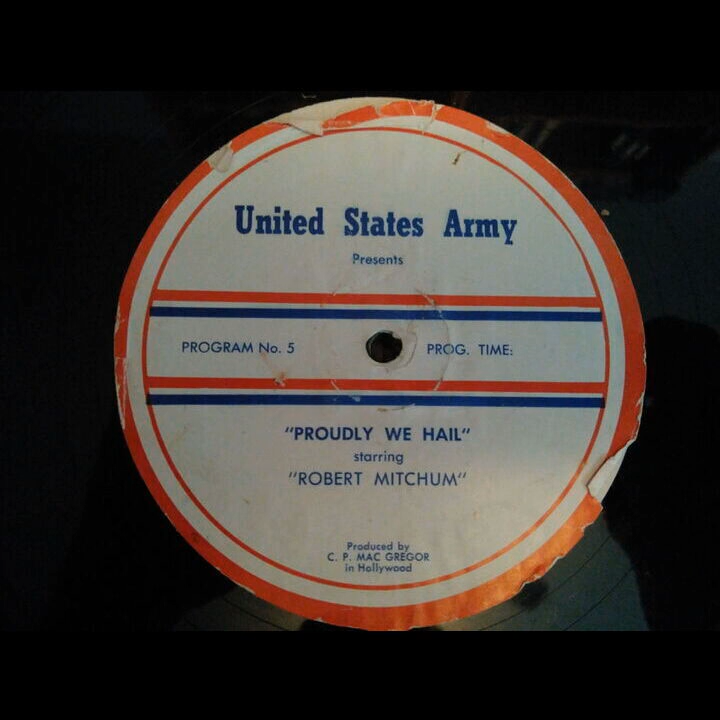 United States Army
Presents
PROGRAM No. 5 PROG. TIME:
"PROUDLY WE HAIL"
starring
"ROBERT MITCHUM"
Produced by
C. P. MAC GREGOR
in Hollywood